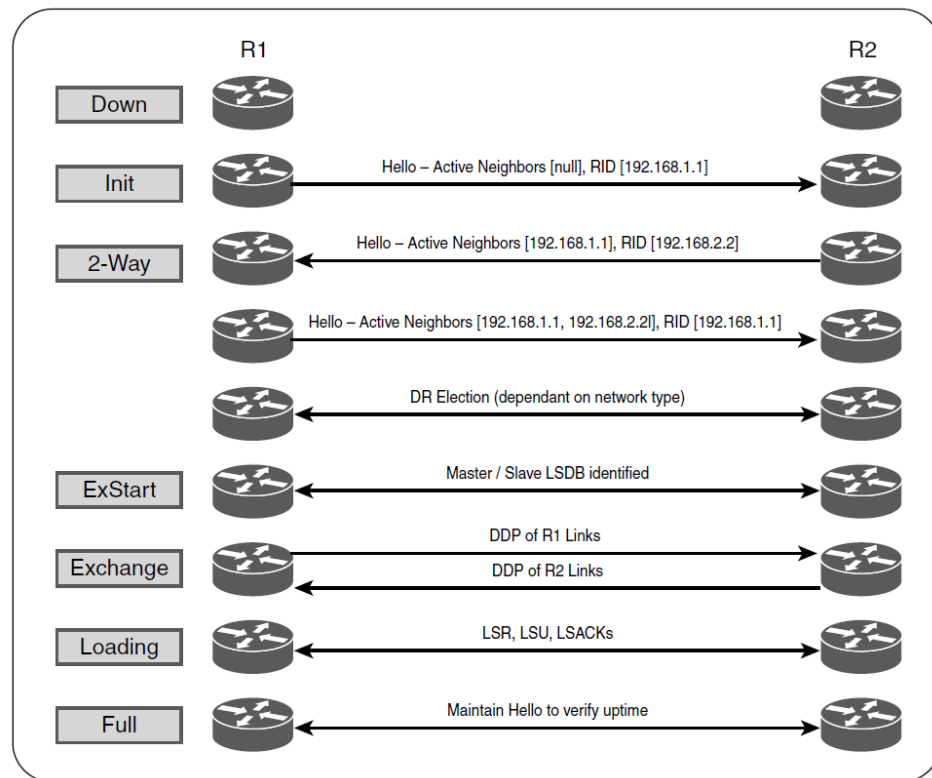 R1
R2
Down
Init
Hello – Active Neighbors [null], RID [192.168.1.1]
2-Way
Hello – Active Neighbors [192.168.1.1], RID [192.168.2.2]
Hello – Active Neighbors [192.168.1.1, 192.168.2.2l], RID [192.168.1.1]
DR Election (dependant on network type)
ExStart
Master / Slave LSDB identified
Exchange
DDP of R1 Links
DDP of R2 Links
Loading
LSR, LSU, LSACKs
Full
Maintain Hello to verify uptime